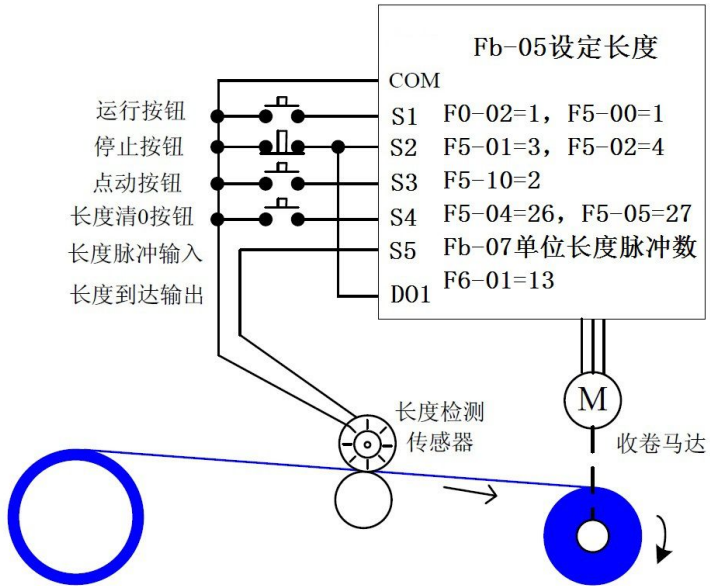 Fb-05设定长度
COM
运行按钮 S1 F0-02=1, F5-00=1
停止按钮 S2 F5-01=3, F5-02=4
点动按钮 S3 F5-10=2
长度清0按钮 S4 F5-04=26, F5-05=27
长度脉冲输入 S5 Fb-07单位长度脉冲数
长度到达输出 DO1 F6-01=13
长度检测
传感器
M
收卷马达